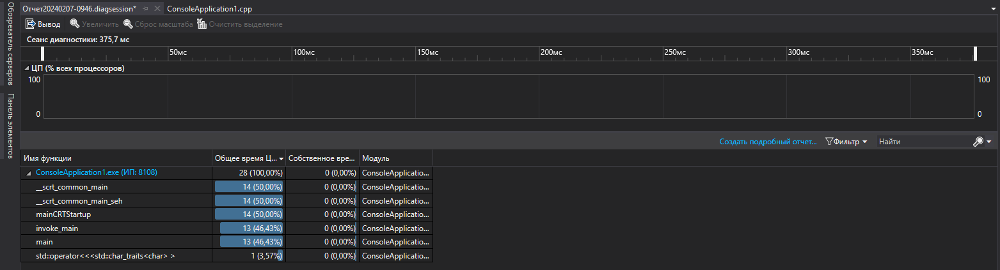 Обозреватель серверов
Панель элементов
Отчет20240207-0946.diagsession* ConsoleApplication1.cpp
Вывод Увеличить Сброс масштаба Очистить выделение
Сеанс диагностики: 375,7 мс
50мс 100мс 150мс 200мс 250мс 300мс 350мс
ЦП (% всех процессоров)
100 100
0 0
Создать подробный отчет... Фильтр Найти
Имя функции Общее время Ц... Собственное вре... Модуль
ConsoleApplication1.exe (ИП: 8108) 28 (100,00%) 0 (0,00%) ConsoleApplicatio...
__scrt_common_main 14 (50,00%) 0 (0,00%) ConsoleApplicatio...
__scrt_common_main_seh 14 (50,00%) 0 (0,00%) ConsoleApplicatio...
mainCRTStartup 14 (50,00%) 0 (0,00%) ConsoleApplicatio...
invoke_main 13 (46,43%) 0 (0,00%) ConsoleApplicatio...
main 13 (46,43%) 0 (0,00%) ConsoleApplicatio...
std::operator<<<std::char_traits<char> > 1 (3,57%) 0 (0,00%) ConsoleApplicatio...